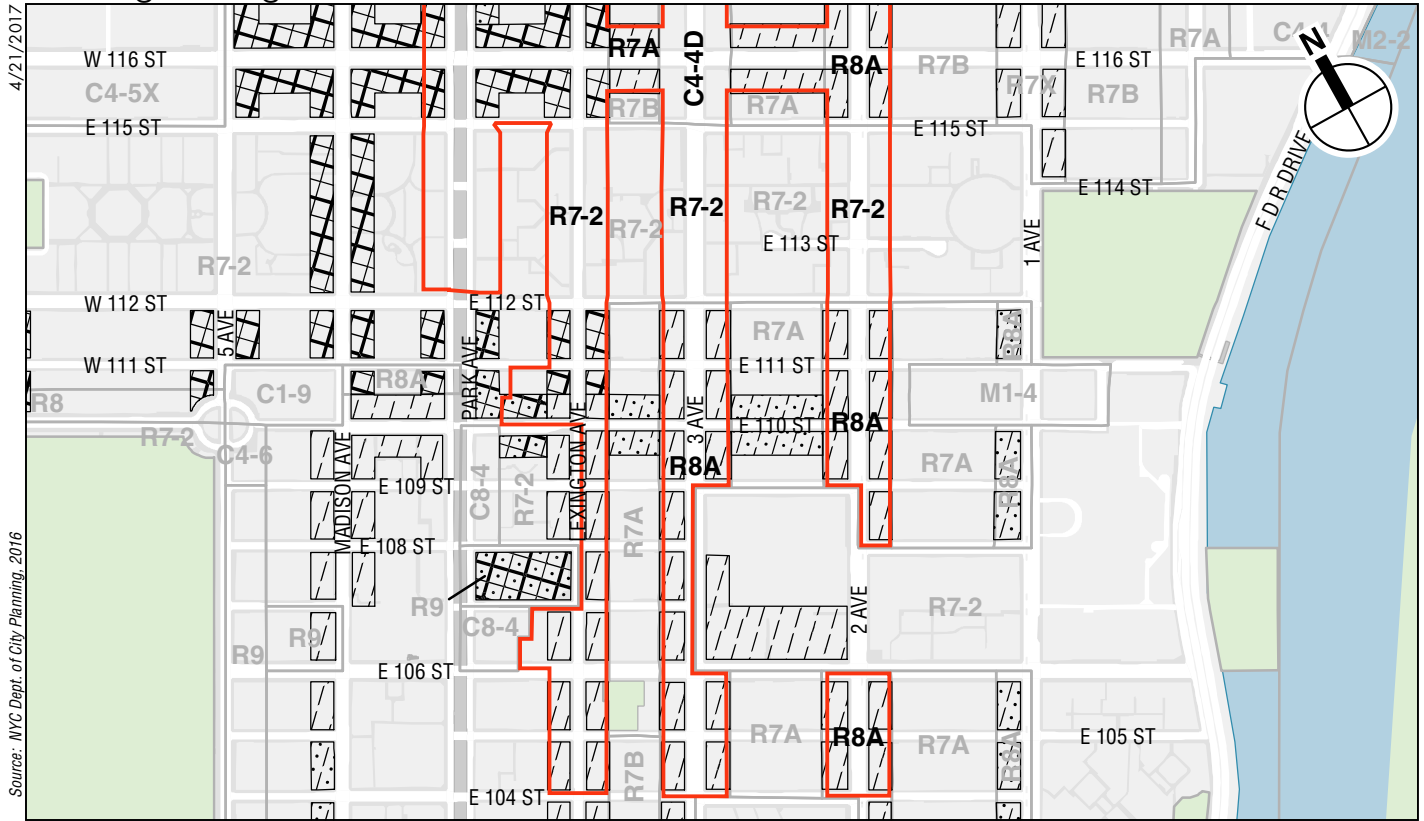 4/21/2017
W 116 ST
C4-5X
E 115 ST
R7A
C4-4D
R8A
R7B
R7A
R7B
R7X
R7A
R7B
M2-2
E 116 ST
E 115 ST
E 114 ST
N
F D R DRIVE
R7-2
R7-2
R7-2
R7-2
R7-2
R7-2
E 113 ST
1 AVE
W 112 ST
E 112 ST
W 111 ST
5 AVE
PARK AVE
R7A
E 111 ST
R8A
R8
C1-9
R8A
M1-4
R7-2
C4-6
MADISON AVE
LEXINGTON AVE
3 AVE
E 110 ST
R8A
R8A
R7A
R8A
E 109 ST
C8-4
R7-2
R7A
E 108 ST
R9
C8-4
R9
R9
2 AVE
R7-2
E 106 ST
R7A
R8A
R7A
R8A
E 105 ST
R7B
E 104 ST
Source: NYC Dept. of City Planning, 2016